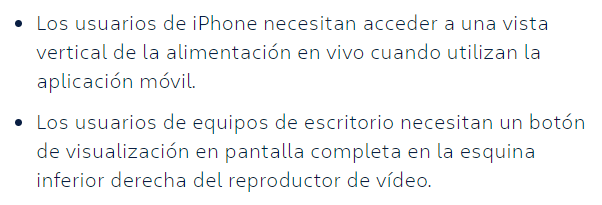 • Los usuarios de iPhone necesitan acceder a una vista
vertical de la alimentación en vivo cuando utilizan la
aplicación móvil.
• Los usuarios de equipos de escritorio necesitan un botón
de visualización en pantalla completa en la esquina
inferior derecha del reproductor de vídeo.